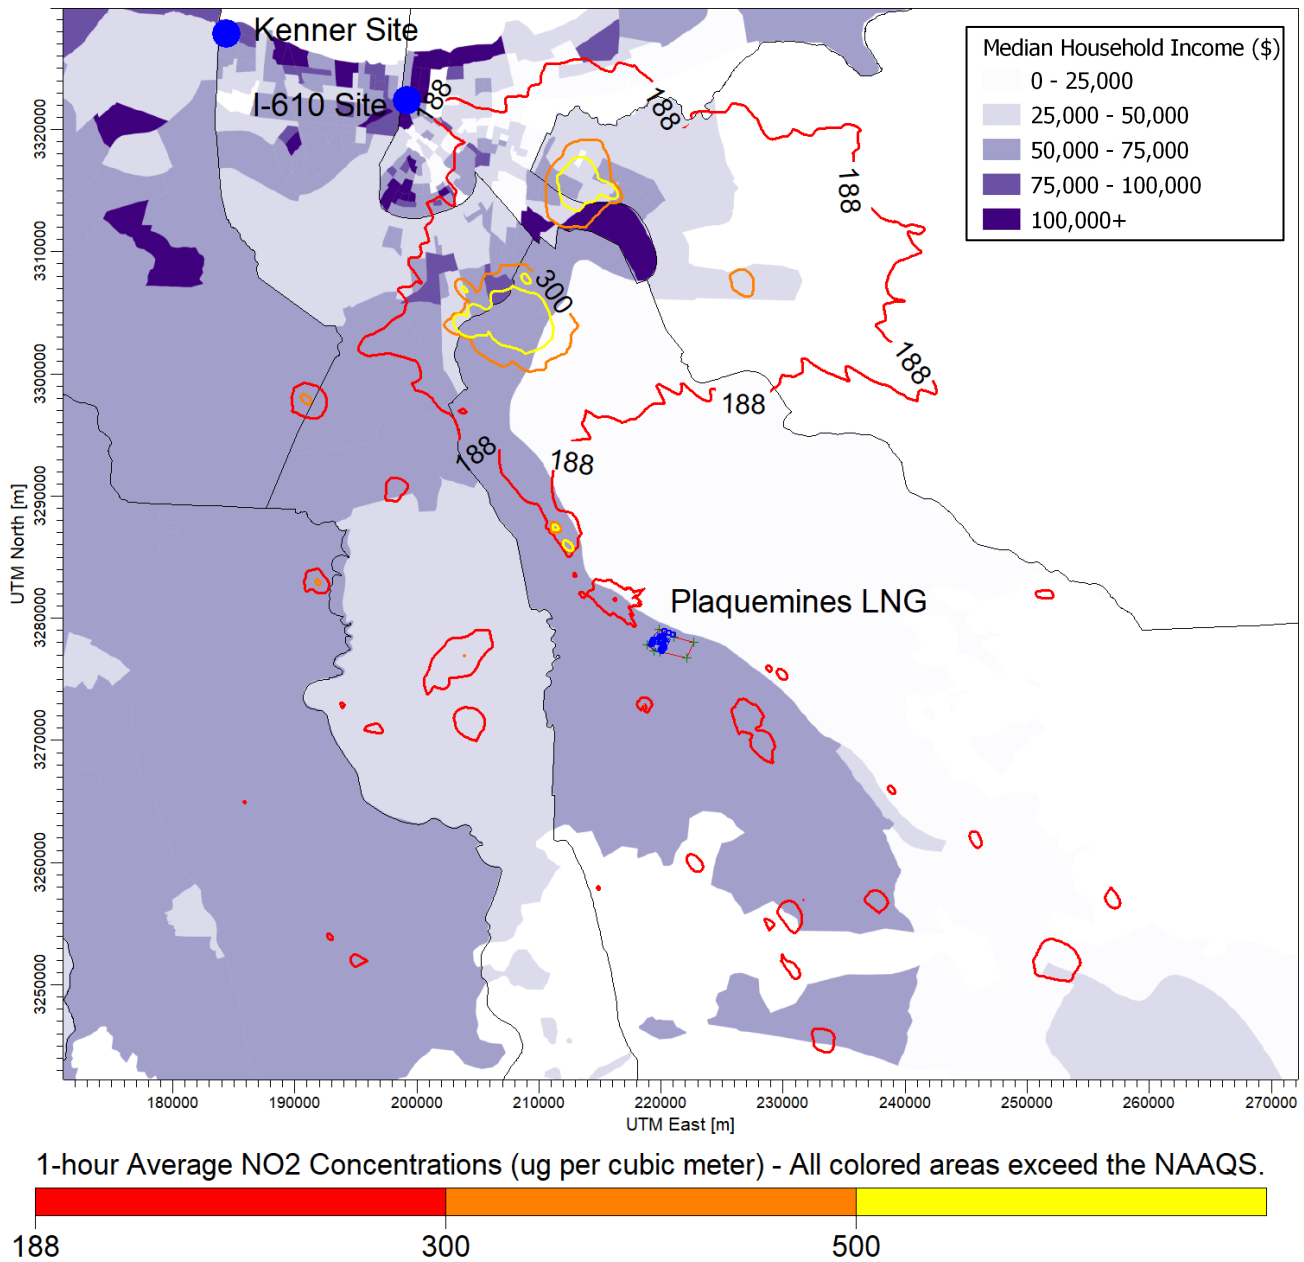 Kenner Site
I-610 Site
188
188
188
188
188
188
188
300
Plaquemines LNG
Median Household Income ($)
0 - 25,000
25,000 - 50,000
50,000 - 75,000
75,000 - 100,000
100,000+
UTM North [m]
3320000
3310000
3300000
3290000
3280000
3270000
3260000
3250000
180000 190000 200000 210000 220000 230000 240000 250000 260000 270000
UTM East [m]
1-hour Average NO2 Concentrations (ug per cubic meter) - All colored areas exceed the NAAQS.
188 300 500